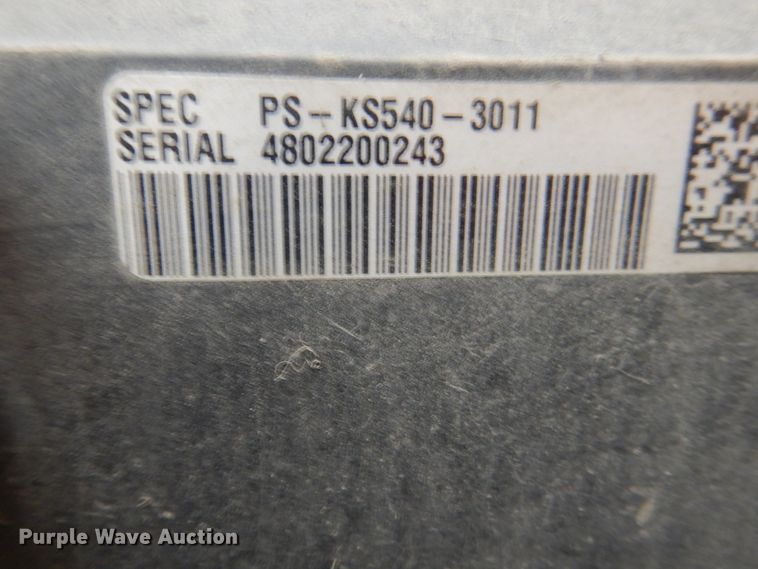 SPEC PS-KS540-3011
SERIAL 4802200243
Purple Wave Auction